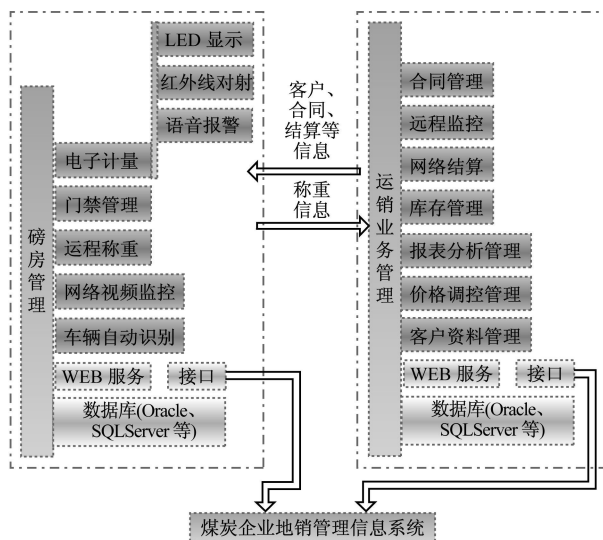 LED 显示
红外线对射
语音报警
电子计量
门禁管理
运程称重
网络视频监控
车辆自动识别
WEB 服务
接口
数据库(Oracle、
SQLServer 等)
磅房管理
客户、
合同、
结算等
信息
称重
信息
运销业务管理
合同管理
远程监控
网络结算
库存管理
报表分析管理
价格调控管理
客户资料管理
WEB 服务
接口
数据库(Oracle、
SQLServer 等)
煤炭企业地销管理信息系统